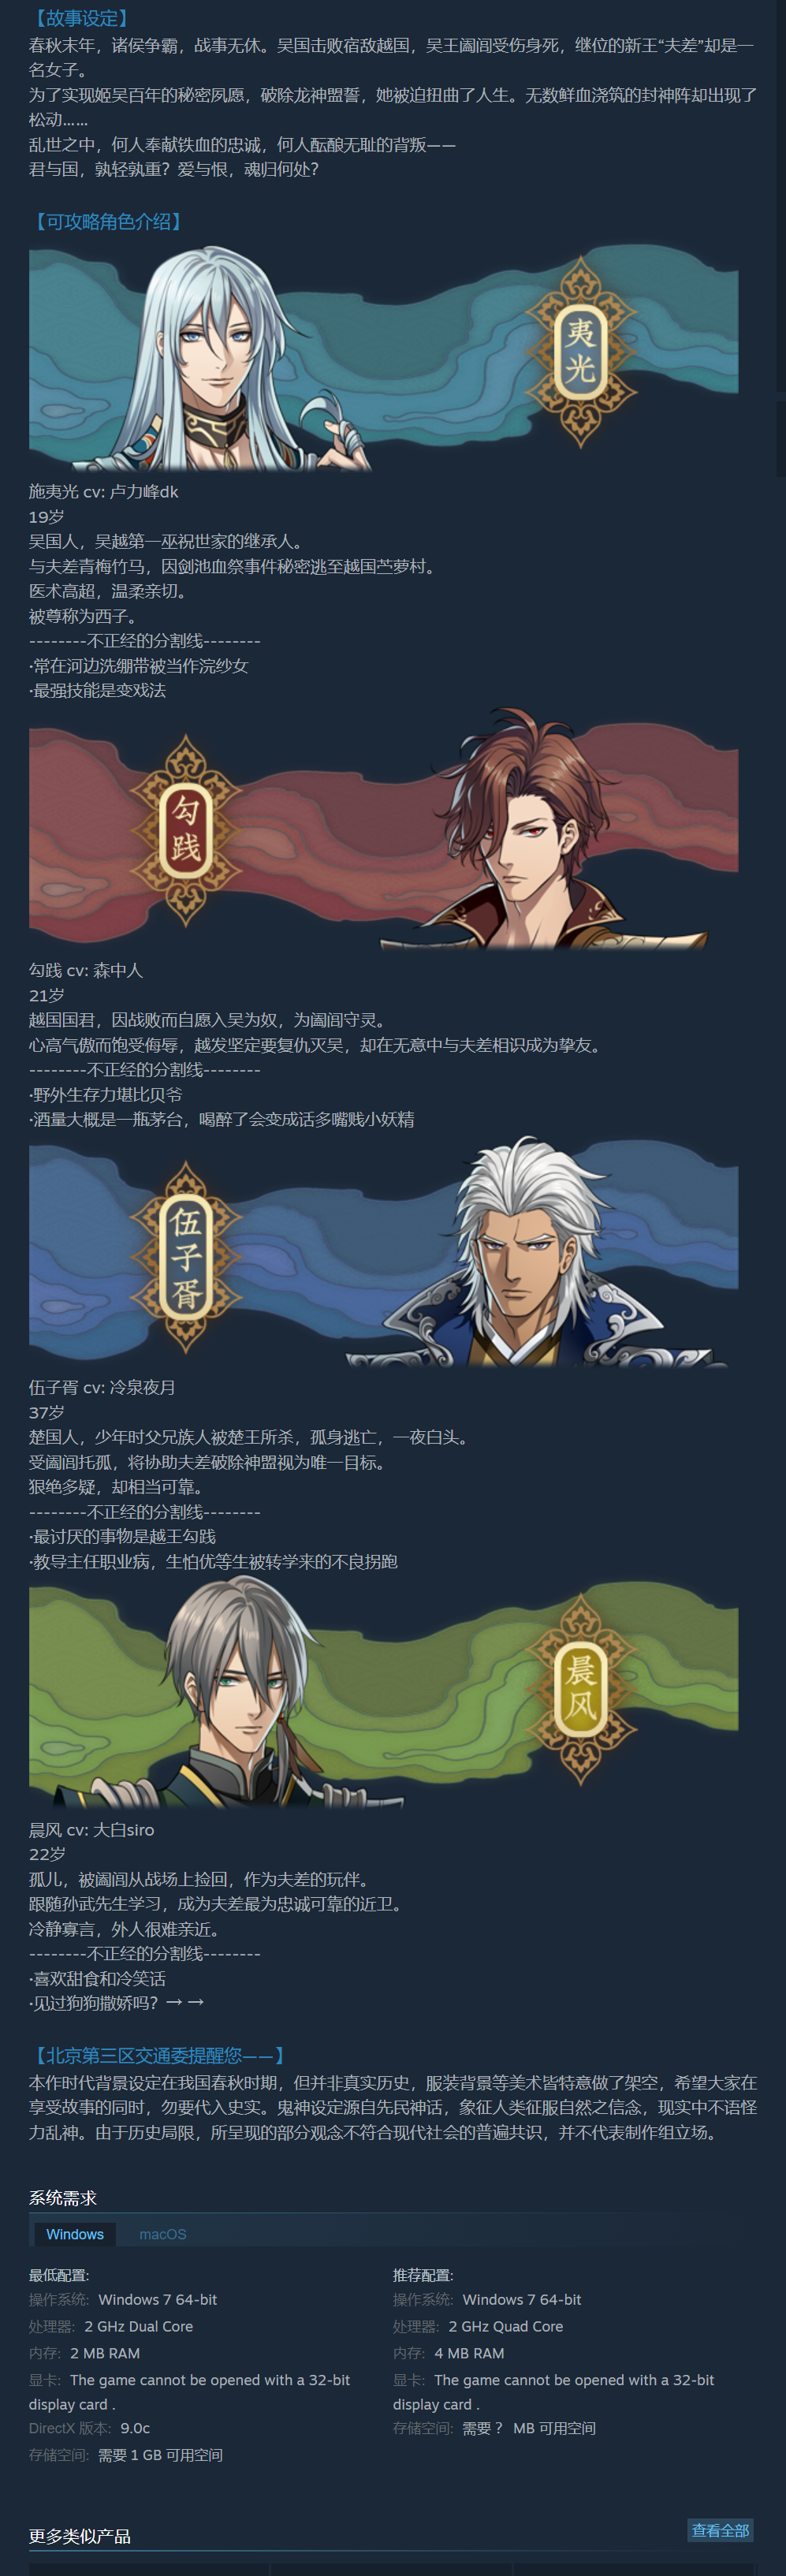 【故事设定】
春秋末年，诸侯争霸，战事无休。吴国击败宿敌越国，吴王阖闾受伤身死，继位的新王“夫差”却是一
名女子。
为了实现姬吴百年的秘密夙愿，破除龙神盟誓，她被迫扭曲了人生。无数鲜血浇筑的封神阵却出现了
松动……
乱世之中，何人奉献铁血的忠诚，何人酝酿无耻的背叛——
君与国，孰轻孰重？爱与恨，魂归何处？
【可攻略角色介绍】
夷光
施夷光 cv: 卢力峰dk
19岁
吴国人，吴越第一巫祝世家的继承人。
与夫差青梅竹马，因剑池血祭事件秘密逃至越国苎萝村。
医术高超，温柔亲切。
被尊称为西子。
--------不正经的分割线--------
·常在河边洗绷带被当作浣纱女
·最强技能是变戏法
勾践
勾践 cv: 森中人
21岁
越国国君，因战败而自愿入吴为奴，为阖闾守灵。
心高气傲而饱受侮辱，越发坚定要复仇灭吴，却在无意中与夫差相识成为挚友。
--------不正经的分割线--------
·野外生存力堪比贝爷
·酒量大概是一瓶茅台，喝醉了会变成话多嘴贱小妖精
伍子胥
伍子胥 cv: 冷泉夜月
37岁
楚国人，少年时父兄族人被楚王所杀，孤身逃亡，一夜白头。
受阖闾托孤，将协助夫差破除神盟视为唯一目标。
狠绝多疑，却相当可靠。
--------不正经的分割线--------
·最讨厌的事物是越王勾践
·教导主任职业病，生怕优等生被转学来的不良拐跑
晨风
晨风 cv: 大白siro
22岁
孤儿，被阖闾从战场上捡回，作为夫差的玩伴。
跟随孙武先生学习，成为夫差最为忠诚可靠的近卫。
冷静寡言，外人很难亲近。
--------不正经的分割线--------
·喜欢甜食和冷笑话
·见过狗狗撒娇吗？→ →
【北京第三区交通委提醒您——】
本作时代背景设定在我国春秋时期，但并非真实历史，服装背景等美术皆特意做了架空，希望大家在
享受故事的同时，勿要代入史实。鬼神设定源自先民神话，象征人类征服自然之信念，现实中不语怪
力乱神。由于历史局限，所呈现的部分观念不符合现代社会的普遍共识，并不代表制作组立场。
系统需求
Windows macOS
最低配置:
操作系统: Windows 7 64-bit
处理器: 2 GHz Dual Core
内存: 2 MB RAM
显卡: The game cannot be opened with a 32-bit
display card .
DirectX 版本: 9.0c
存储空间: 需要 1 GB 可用空间
推荐配置:
操作系统: Windows 7 64-bit
处理器: 2 GHz Quad Core
内存: 4 MB RAM
显卡: The game cannot be opened with a 32-bit
display card .
存储空间: 需要 ？ MB 可用空间
更多类似产品
查看全部